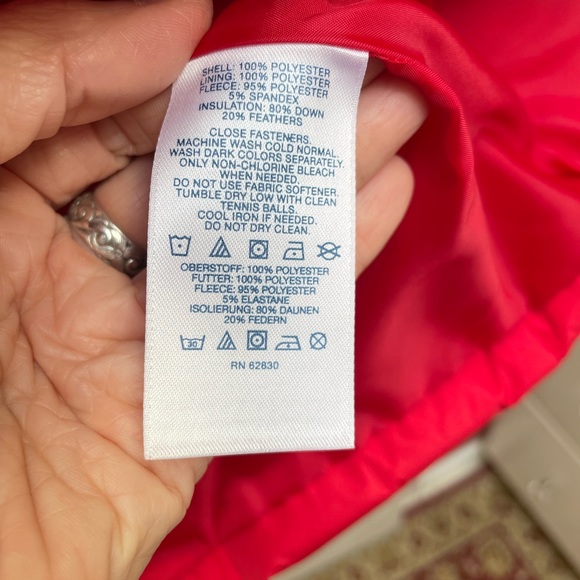 SHELL: 100% POLYESTER
LINING: 100% POLYESTER
FLEECE: 95% POLYESTER
5% SPANDEX
INSULATION: 80% DOWN
20% FEATHERS
CLOSE FASTENERS.
MACHINE WASH COLD NORMAL.
WASH DARK COLORS SEPARATELY.
ONLY NON-CHLORINE BLEACH
WHEN NEEDED.
DO NOT USE FABRIC SOFTENER.
TUMBLE DRY LOW WITH CLEAN
TENNIS BALLS.
COOL IRON IF NEEDED.
DO NOT DRY CLEAN.
OBERSTOFF: 100% POLYESTER
FUTTER: 100% POLYESTER
FLEECE: 95% POLYESTER
5% ELASTANE
ISOLIERUNG: 80% DAUNEN
20% FEDERN
30
RN 62830